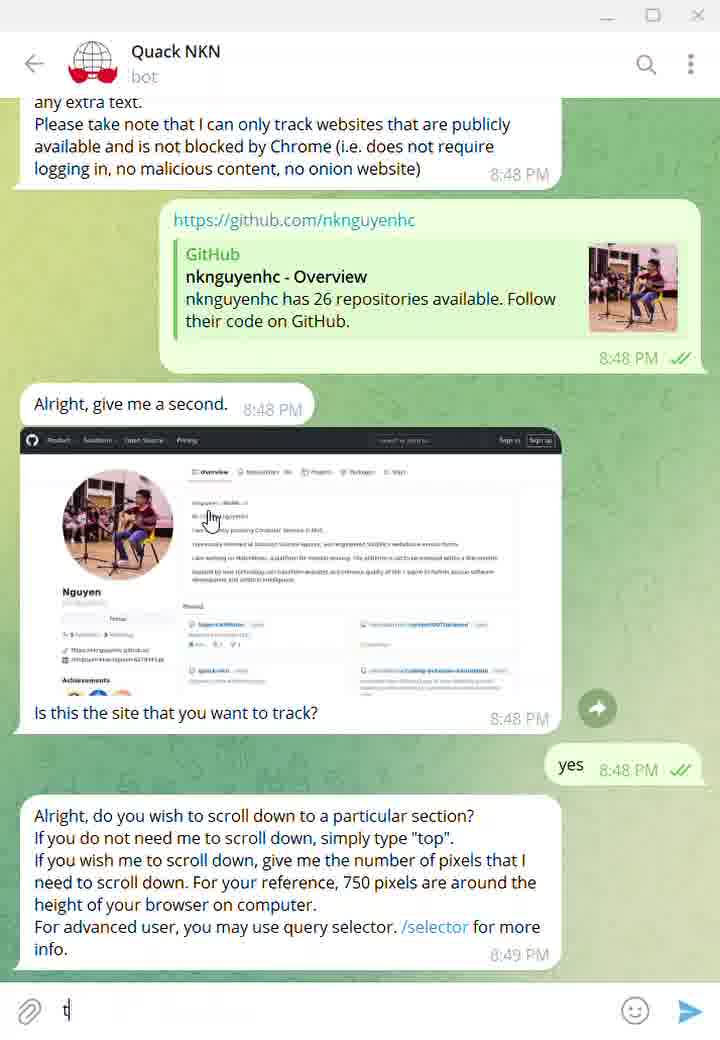 Quack NKN
bot
any extra text.
Please take note that I can only track websites that are publicly
available and is not blocked by Chrome (i.e. does not require
logging in, no malicious content, no onion website)
8:48 PM
https://github.com/nknguyenhc
GitHub
nknguyenhc - Overview
nknguyenhc has 26 repositories available. Follow
their code on GitHub.
8:48 PM
Alright, give me a second.
8:48 PM
Product
Solutions
Open Source
Pricing
Sign in
Sign up
Overview
Repositories
Projects
Packages
Stars
Nguyen
Follow
Pinned
Achievements
Is this the site that you want to track?
8:48 PM
yes
8:48 PM
Alright, do you wish to scroll down to a particular section?
If you do not need me to scroll down, simply type "top".
If you wish me to scroll down, give me the number of pixels that I
need to scroll down. For your reference, 750 pixels are around the
height of your browser on computer.
For advanced user, you may use query selector. /selector for more
info.
8:49 PM
t